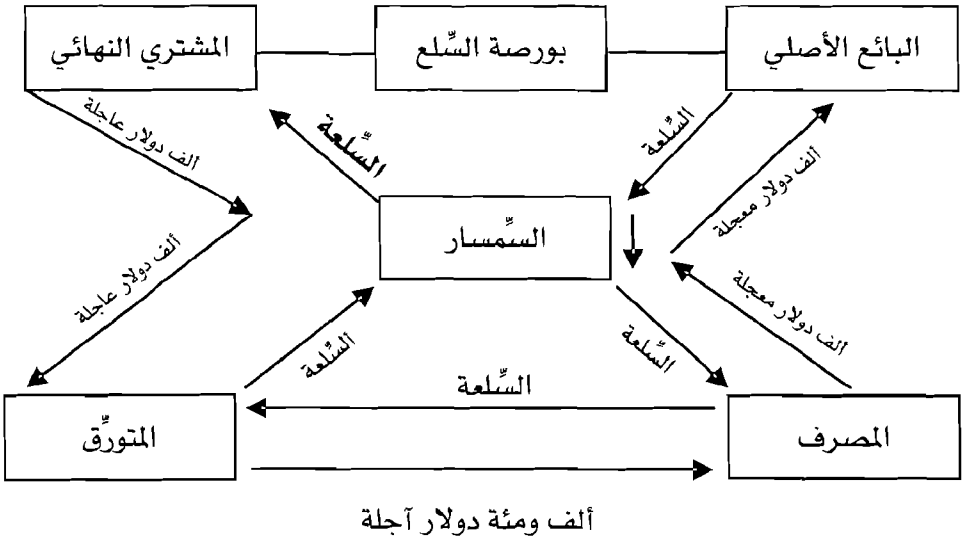 البائع الأصلي
بورصة السِّلع
المشتري النهائي
السِّلعة
ألف دولار معجلة
السِّلعة
ألف دولار عاجلة
السِّمسار
ألف دولار معجلة
السِّلعة
السِّلعة
ألف دولار عاجلة
السِّلعة
المصرف
المتورِّق
ألف ومئة دولار آجلة